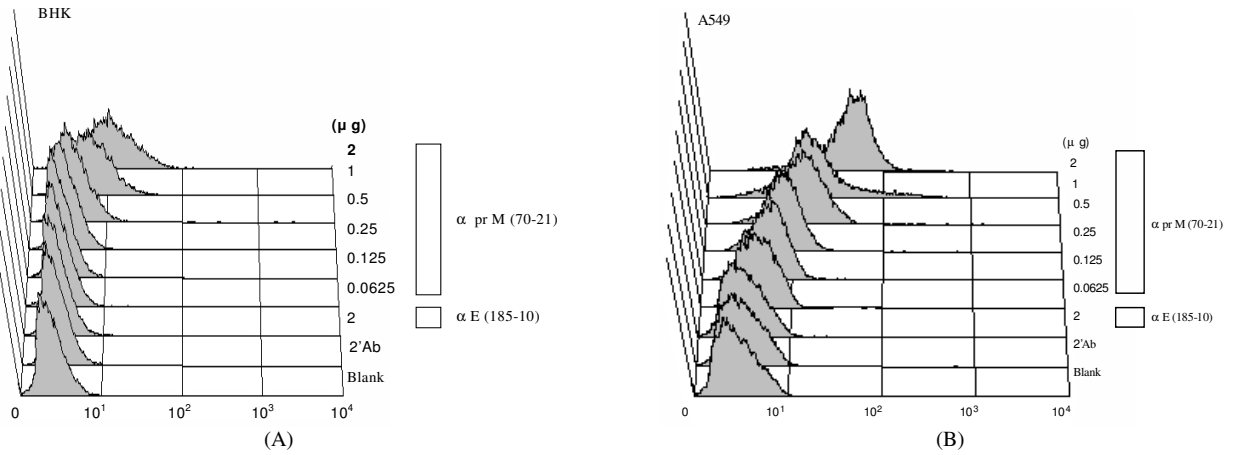 BHK
(µ g)
2
1
0.5
0.25
0.125
0.0625
2
2’Ab
Blank
α pr M (70-21)
α E (185-10)
0 10¹ 10² 10³ 10⁴
(A)
A549
(µ g)
2
1
0.5
0.25
0.125
0.0625
2
2’Ab
Blank
α pr M (70-21)
α E (185-10)
0 10¹ 10² 10³ 10⁴
(B)